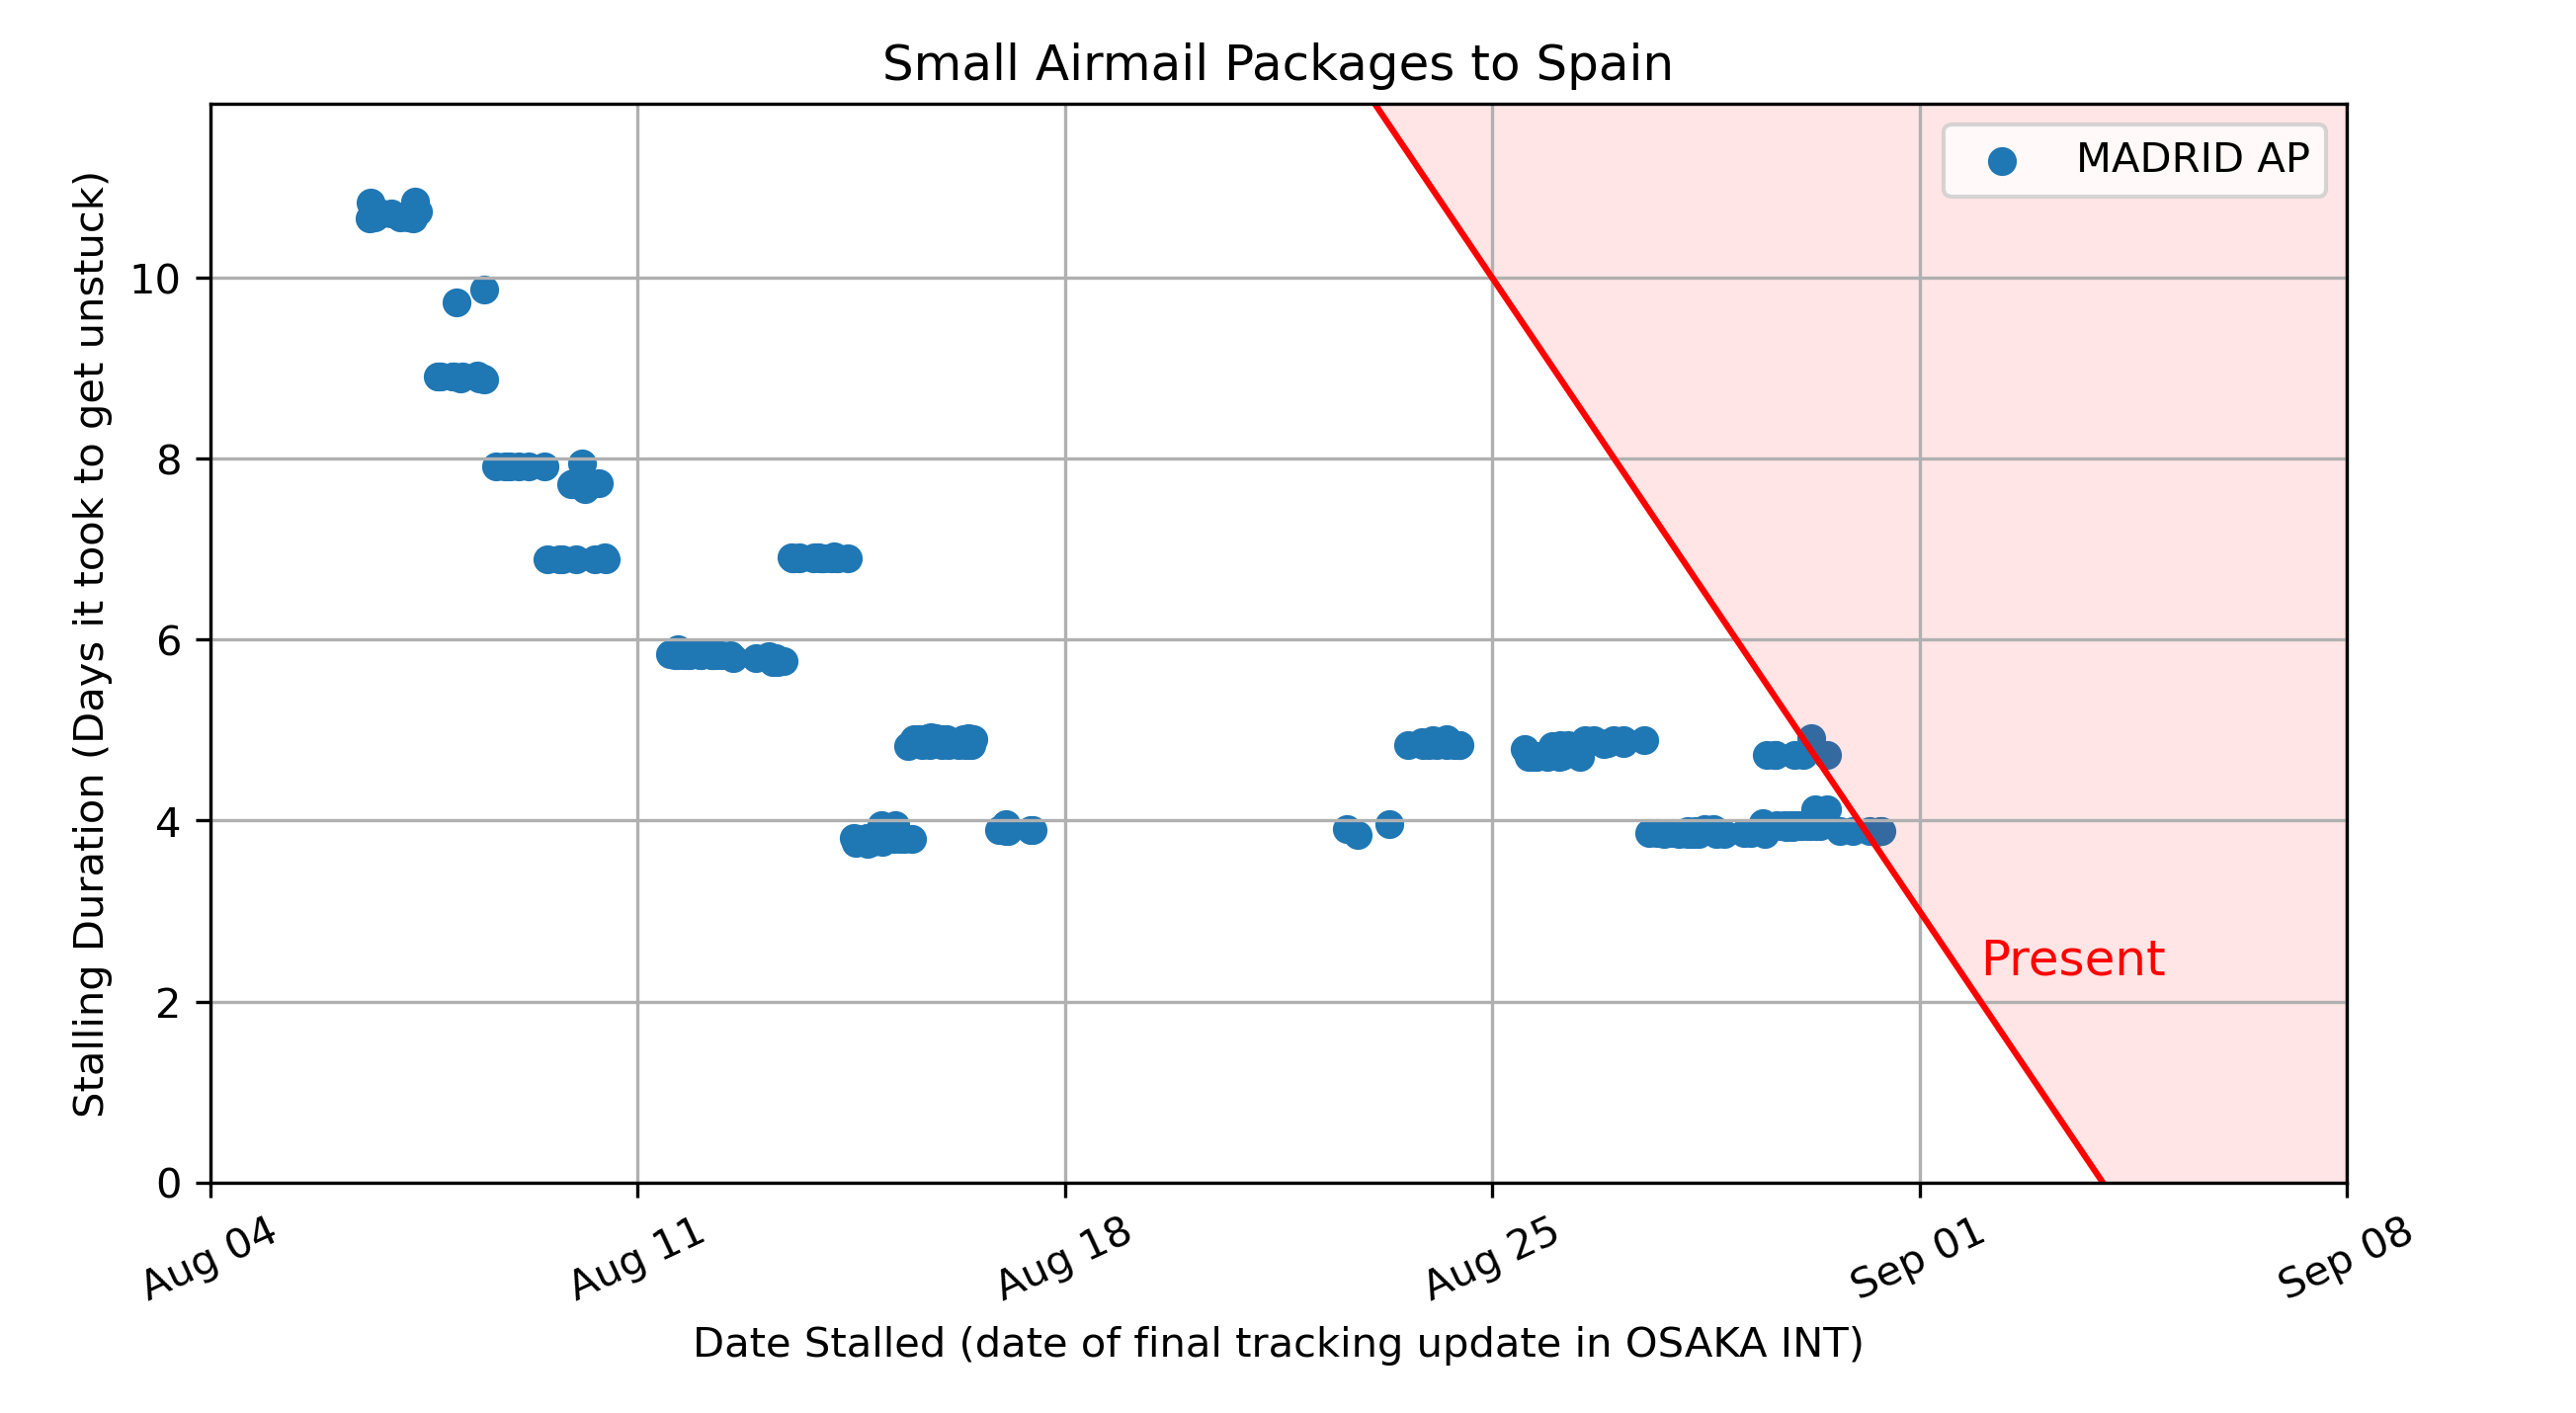 Small Airmail Packages to Spain
MADRID AP
Stalling Duration (Days it took to get unstuck)
10
8
6
4
2
0
Present
Aug 04
Aug 11
Aug 18
Aug 25
Sep 01
Sep 08
Date Stalled (date of final tracking update in OSAKA INT)